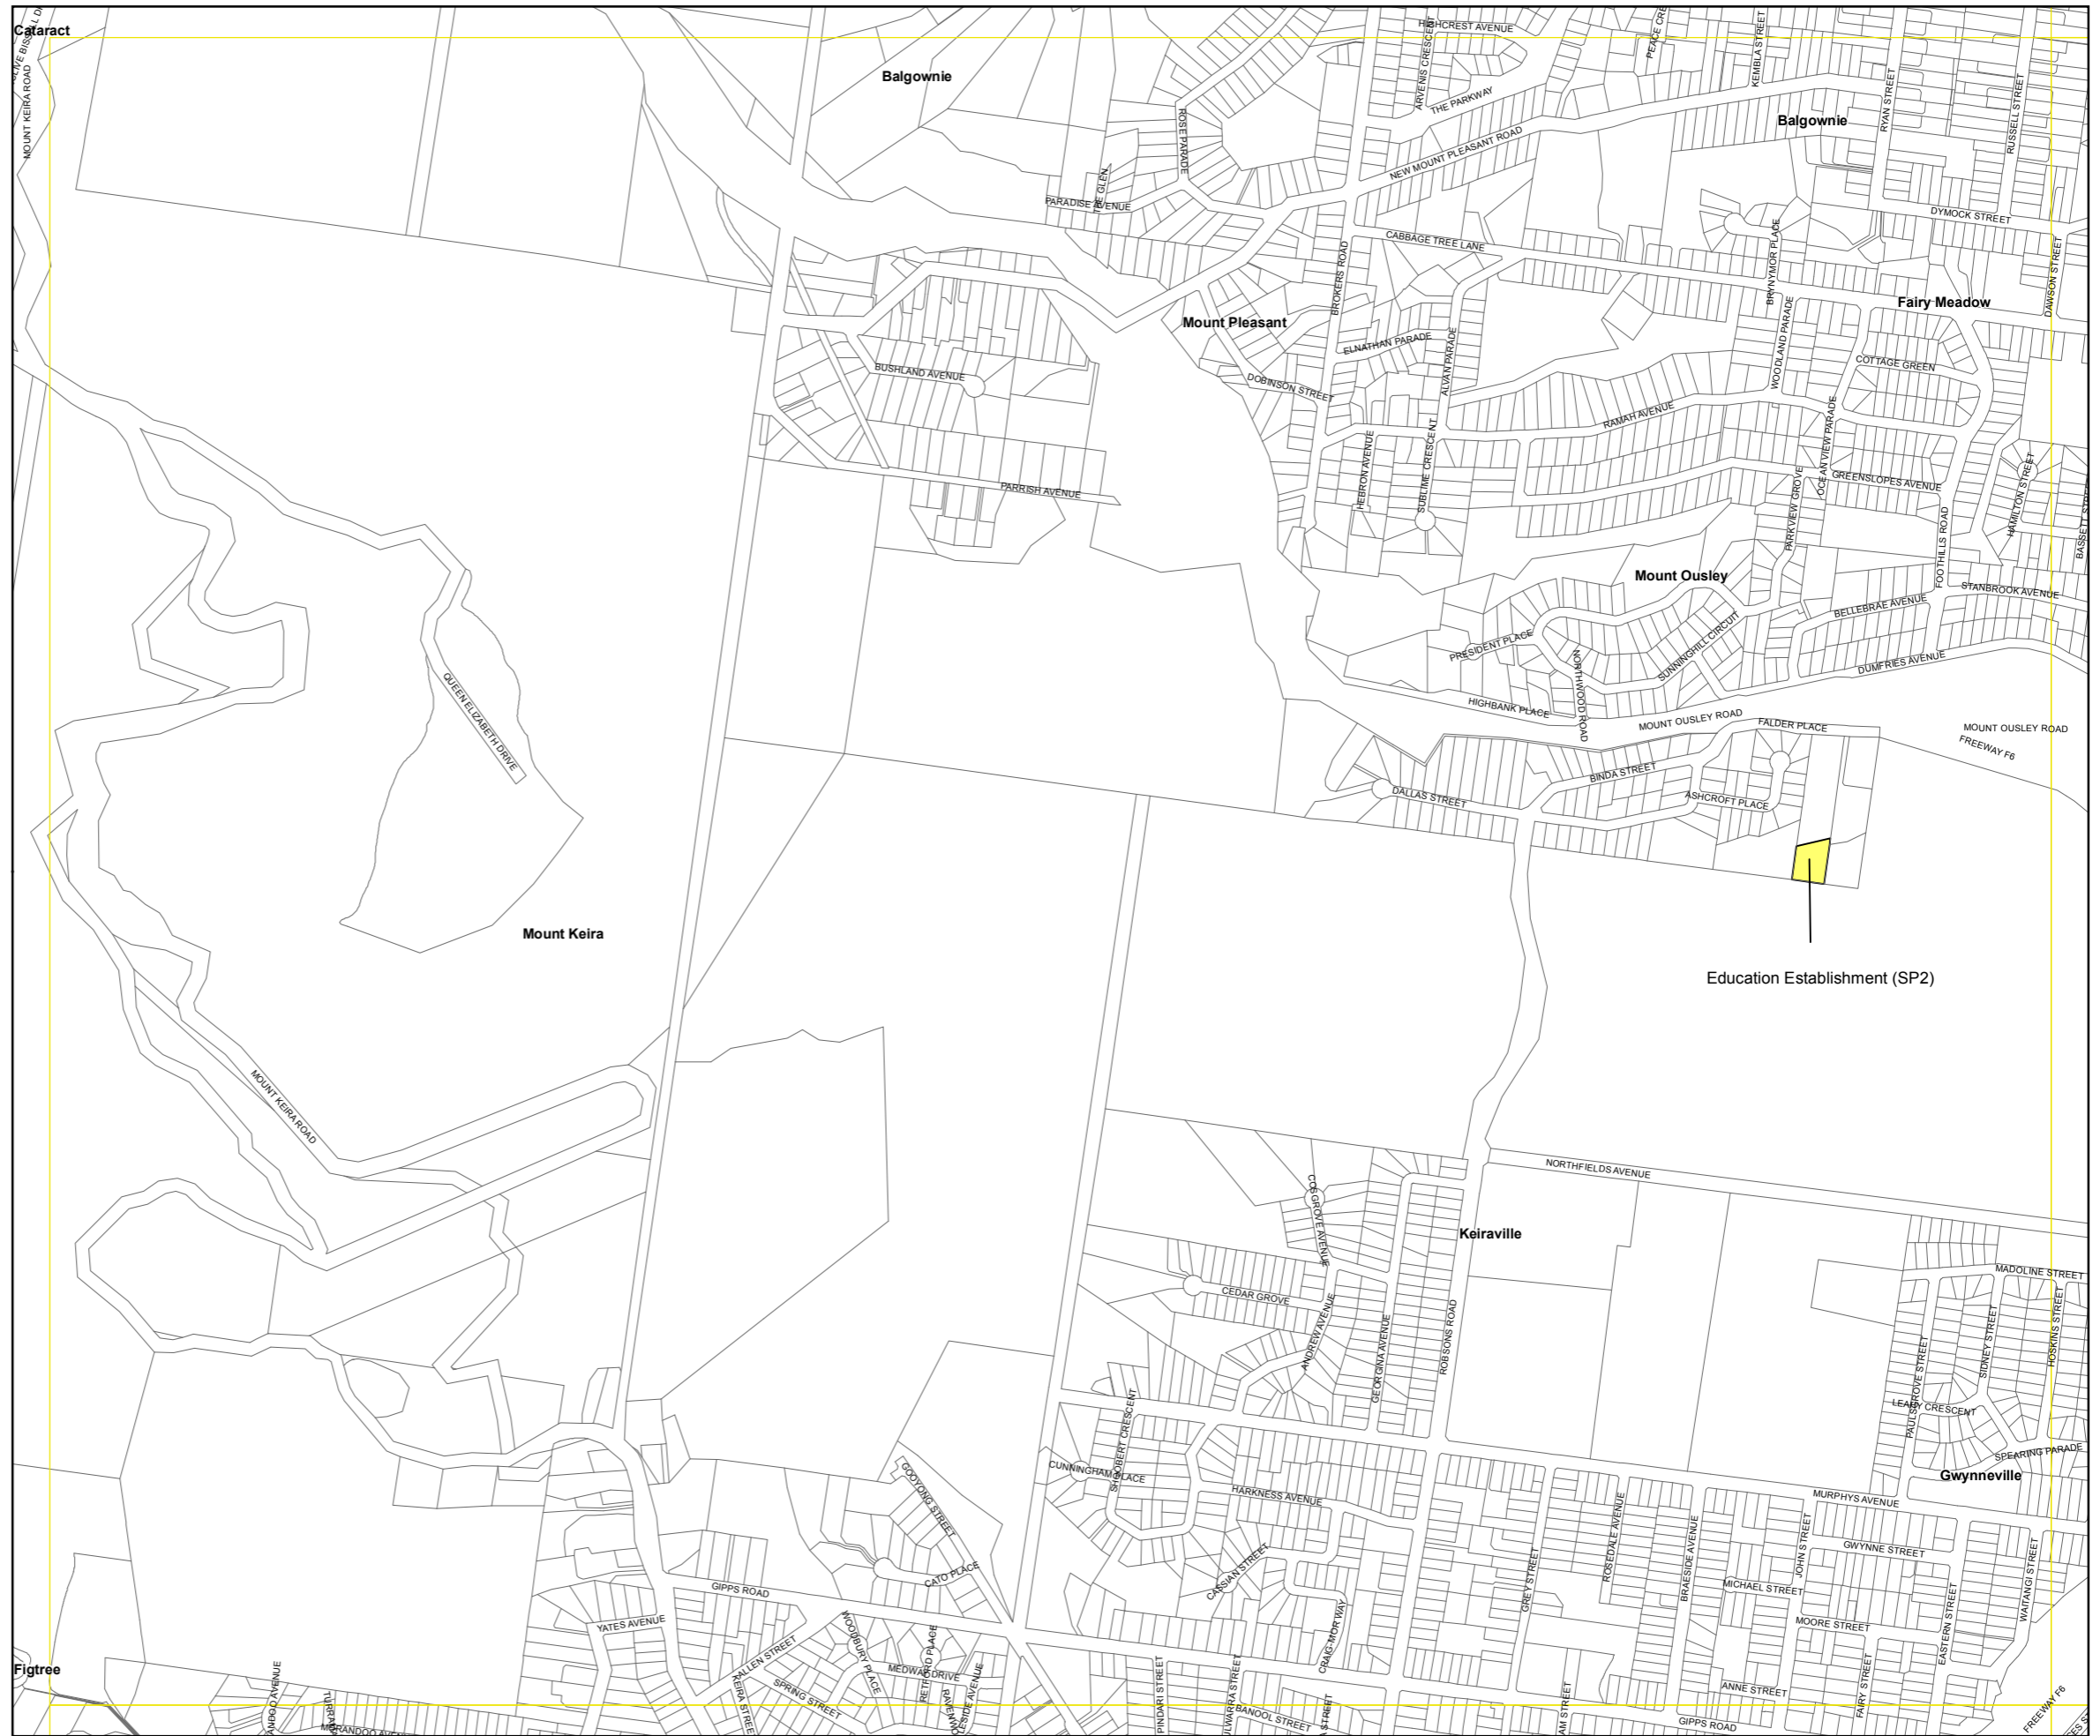 Cataract
MOUNT KEIRA ROAD
Balgownie
HIGHCREST AVENUE
ARVENIS CRESCENT
THE PARKWAY
KEMBLA STREET
RYAN STREET
RUSSELL STREET
Balgownie
NEW MOUNT PLEASANT ROAD
ROSE PARADE
THE GLEN
PARADISE AVENUE
DYMOCK STREET
CABBAGE TREE LANE
BROKERS ROAD
BRYNYMOR PLACE
DAWSON STREET
Fairy Meadow
Mount Pleasant
ELNATHAN PARADE
ALVAN PARADE
WOODLAND PARADE
COTTAGE GREEN
BUSHLAND AVENUE
DOBINSON STREET
RAMAH AVENUE
OCEAN VIEW PARADE
HEBRON AVENUE
SUBLIME CRESCENT
PARKVIEW GROVE
GREENSLOPES AVENUE
HAMILTON STREET
PARRISH AVENUE
FOOTHILLS ROAD
Mount Ousley
STANBROOK AVENUE
BELLEBRAE AVENUE
PRESIDENT PLACE
SUNNINGHILL CIRCUIT
NORTHWOOD ROAD
DUMFRIES AVENUE
QUEEN ELIZABETH DRIVE
HIGHBANK PLACE
MOUNT OUSLEY ROAD
FALDER PLACE
MOUNT OUSLEY ROAD
FREEWAY F6
BINDA STREET
DALLAS STREET
ASHCROFT PLACE
Mount Keira
Education Establishment (SP2)
MOUNT KEIRA ROAD
NORTHFIELDS AVENUE
COSGROVE AVENUE
Keiraville
CEDAR GROVE
ANDREW AVENUE
GEORGINA AVENUE
ROBSONS ROAD
MADOLINE STREET
SIDNEY STREET
HOSKINS STREET
PAULSGROVE STREET
LEAHY CRESCENT
SPEARING PARADE
Gwynneville
SHOOBERT CRESCENT
CUNNINGHAM PLACE
GOOYONG STREET
HARKNESS AVENUE
MURPHYS AVENUE
ROSEDALE AVENUE
BRAESIDE AVENUE
JOHN STREET
GWYNNE STREET
WAITANGI STREET
CASSIAN STREET
CATO PLACE
GREY STREET
MICHAEL STREET
GIPPS ROAD
YATES AVENUE
MOORE STREET
EASTERN STREET
WOODBURY PLACE
CRAIG-MOR WAY
Figtree
MEDWAY DRIVE
RETFORD PLACE
SPRING STREET
PINDARI STREET
BANOOL STREET
ANNE STREET
FAIRY STREET
GIPPS ROAD
FREEWAY F6